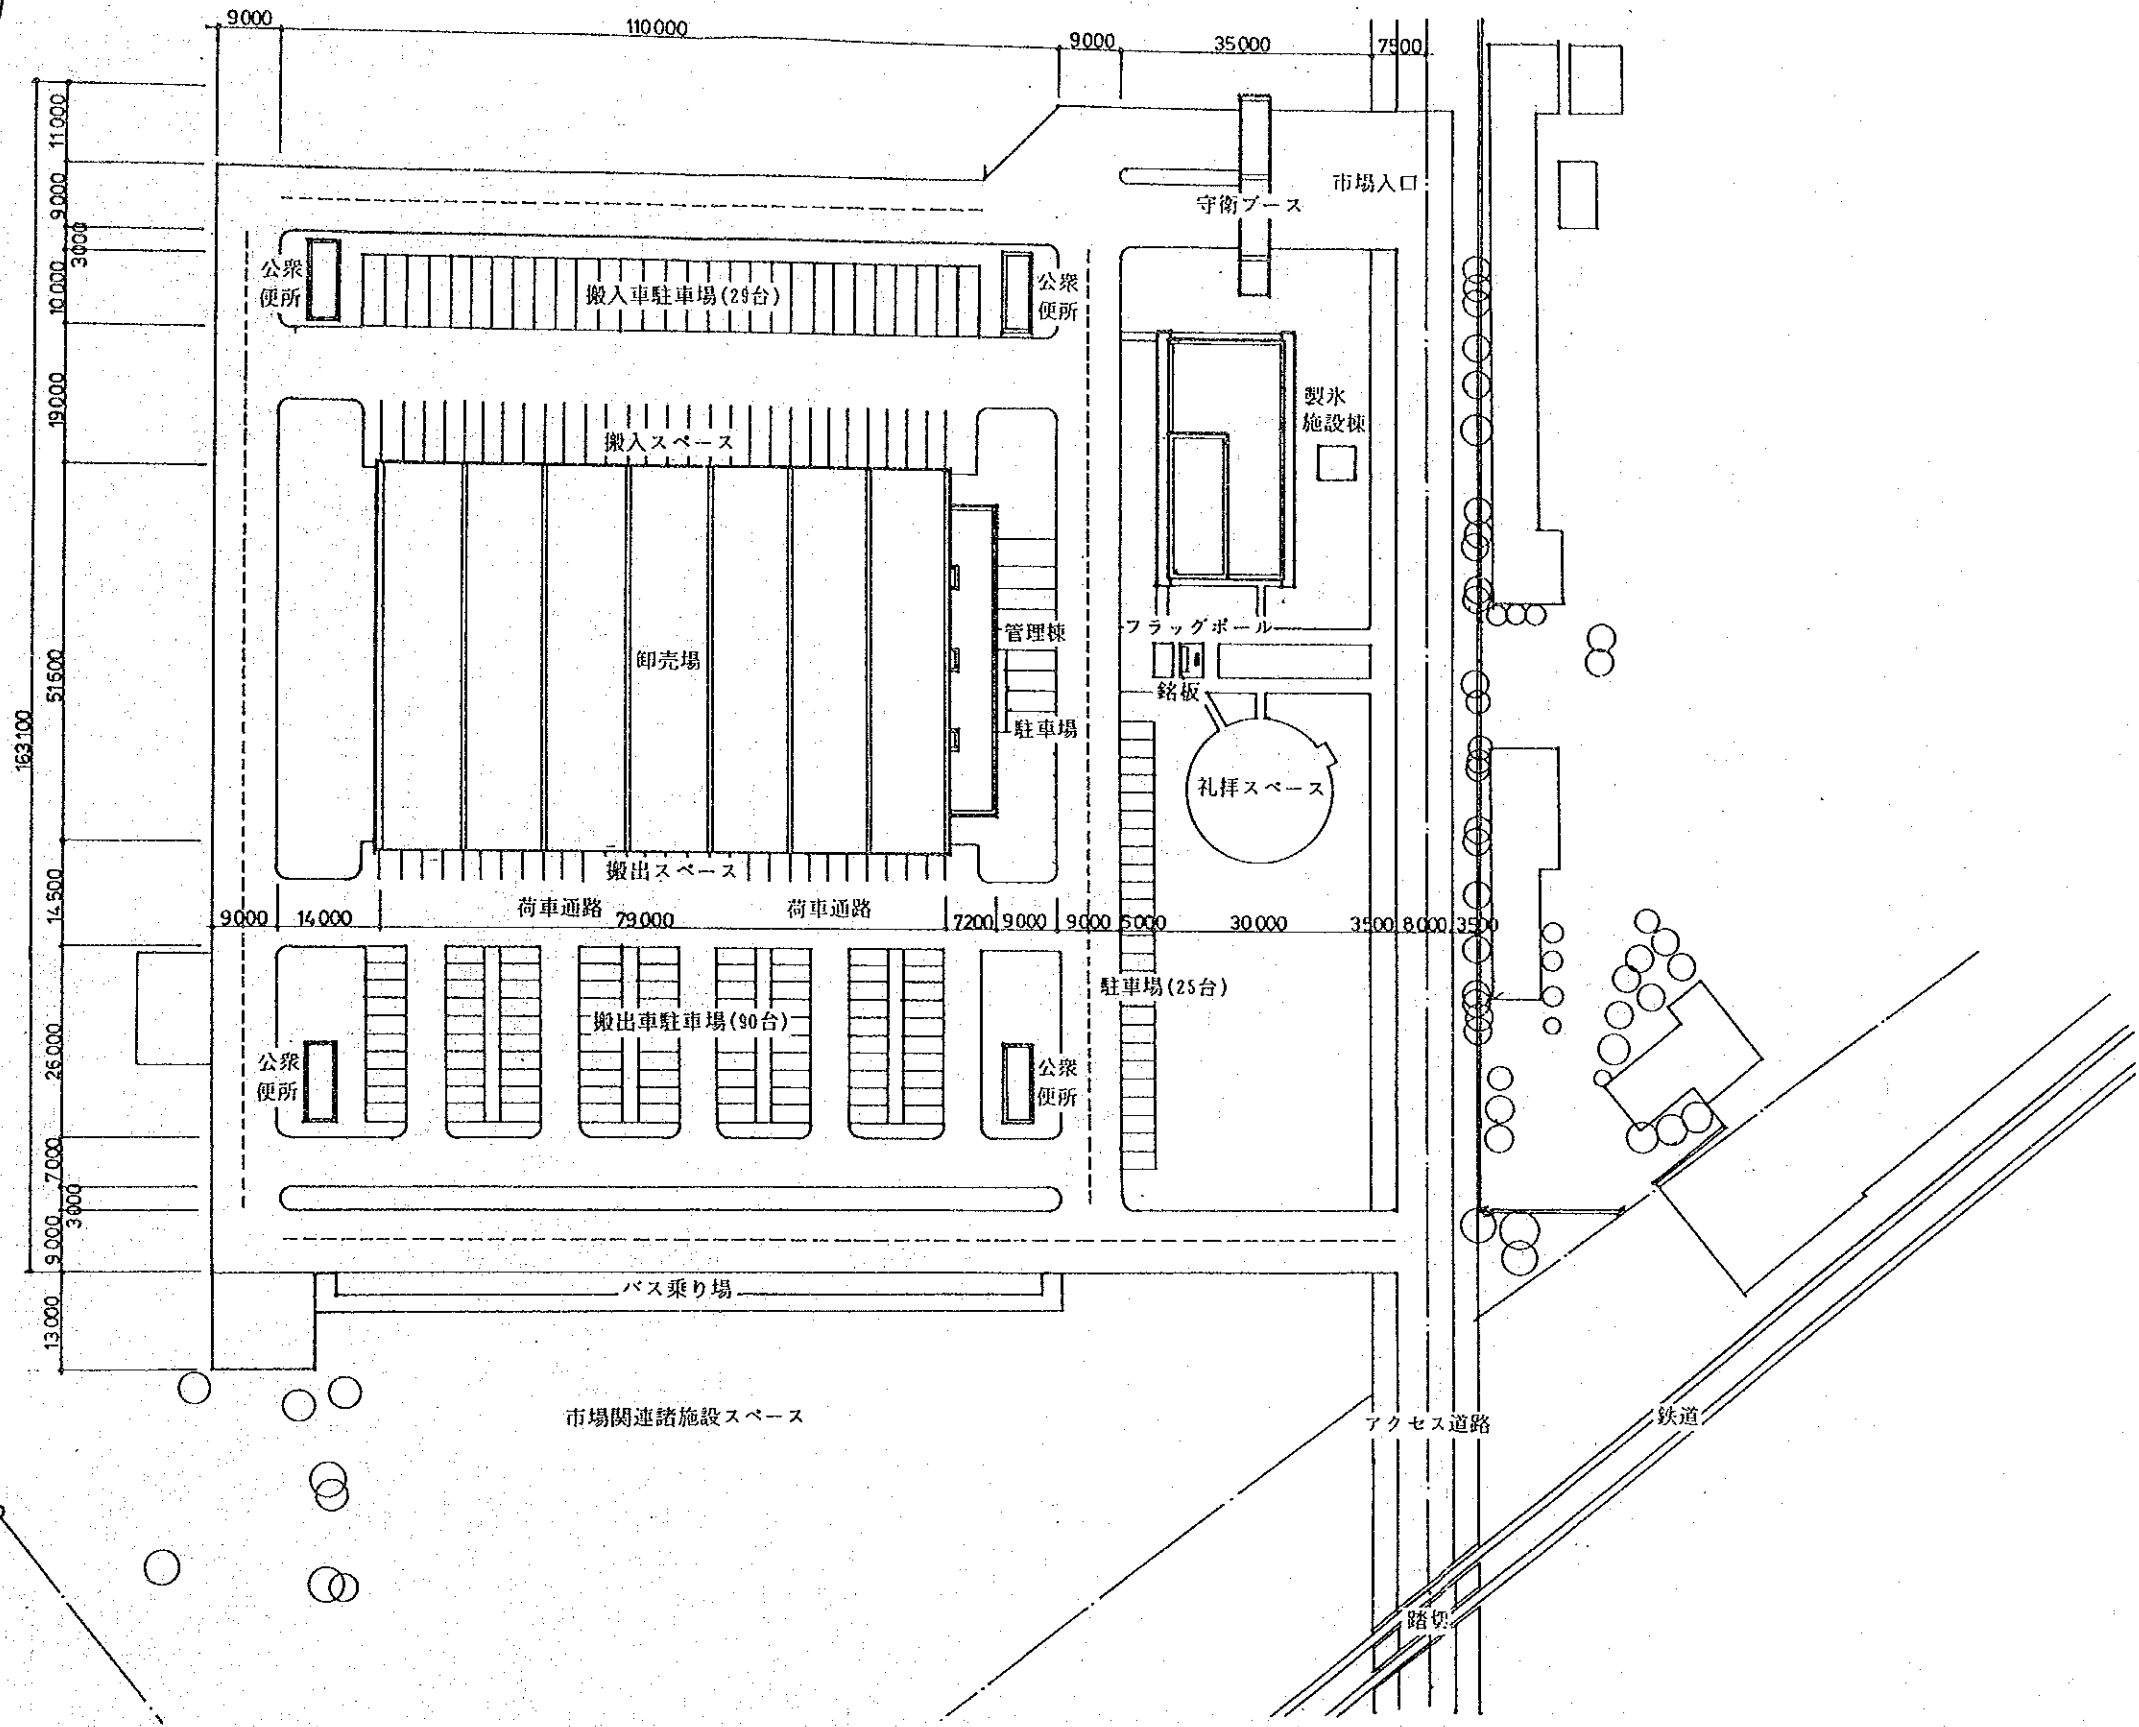 9000
110000
9000
35000
7500
11000
9000
3000
10000
19000
51600
163100
14500
26000
7000
3000
9000
13000
市場入口
守衛ブース
公衆
便所
搬入車駐車場(29台)
公衆
便所
製氷
施設棟
搬入スペース
フラッグポール
管理棟
卸売場
銘板
駐車場
礼拝スペース
搬出スペース
荷車通路
荷車通路
9000
14000
79000
7200
9000
9000
5000
30000
3500
8000
3500
駐車場(25台)
搬出車駐車場(90台)
公衆
便所
公衆
便所
バス乗り場
市場関連諸施設スペース
アクセス道路
鉄道
踏切